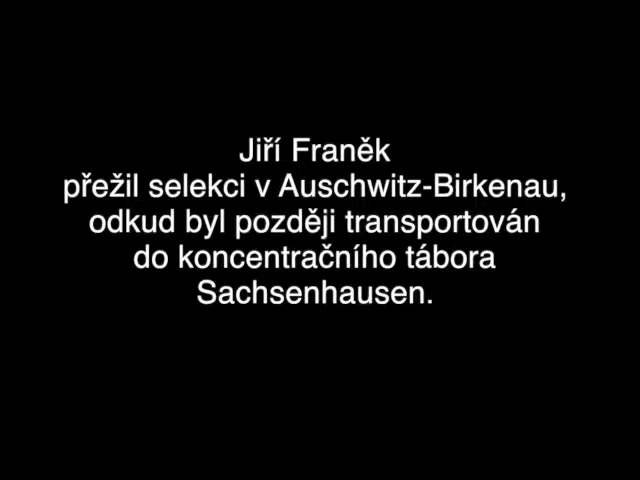 Jiří Franěk
přežil selekci v Auschwitz-Birkenau,
odkud byl později transportován
do koncentračního tábora
Sachsenhausen.